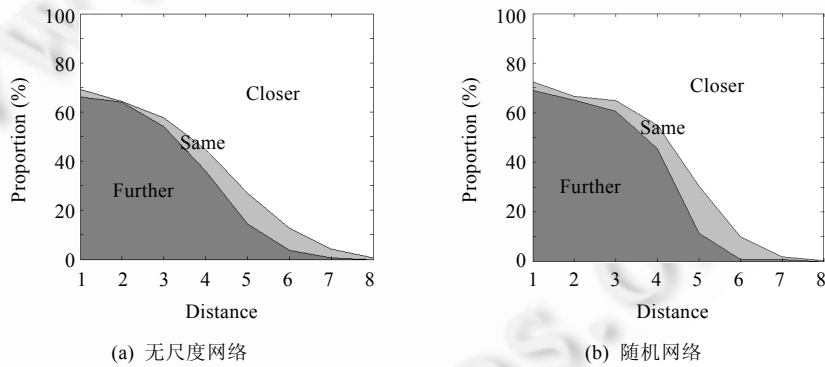 100
80
60
40
20
0
Proportion (%)
Closer
Same
Further
1 2 3 4 5 6 7 8
Distance
(a) 无尺度网络
100
80
60
40
20
0
Proportion (%)
Closer
Same
Further
1 2 3 4 5 6 7 8
Distance
(b) 随机网络